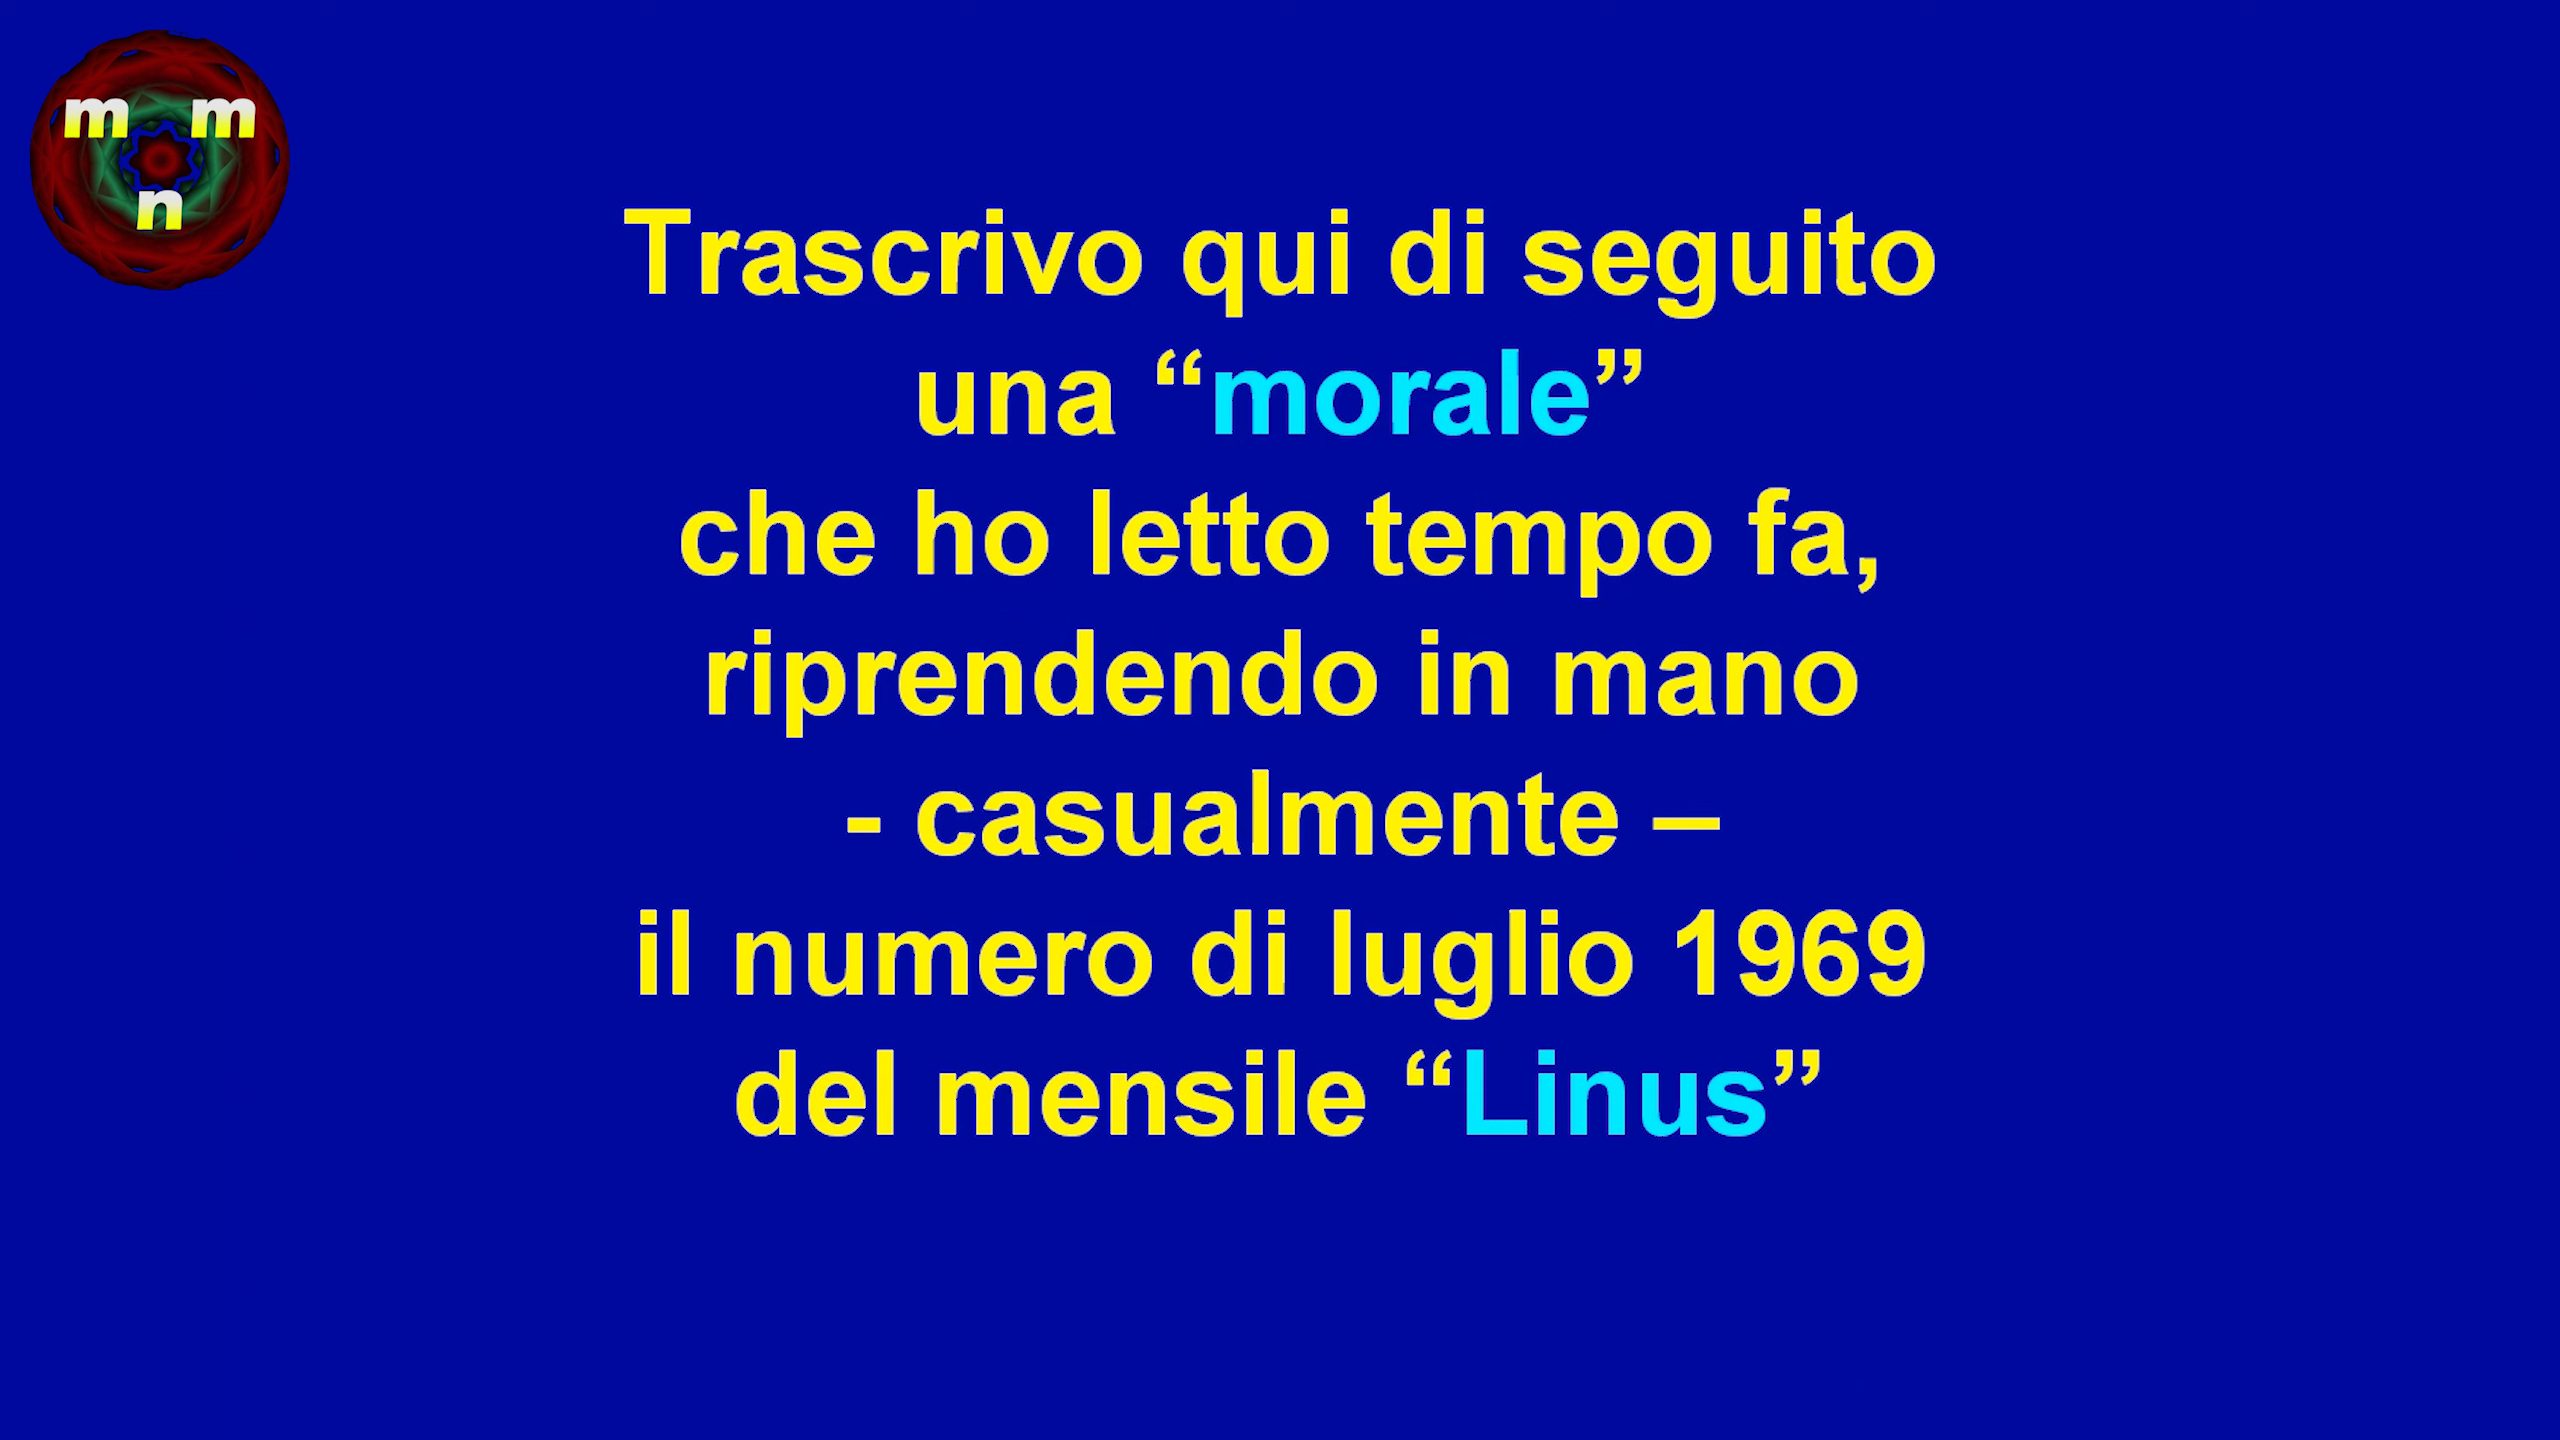 m m
n
Trascrivo qui di seguito
una “morale”
che ho letto tempo fa,
riprendendo in mano
- casualmente –
il numero di luglio 1969
del mensile “Linus”